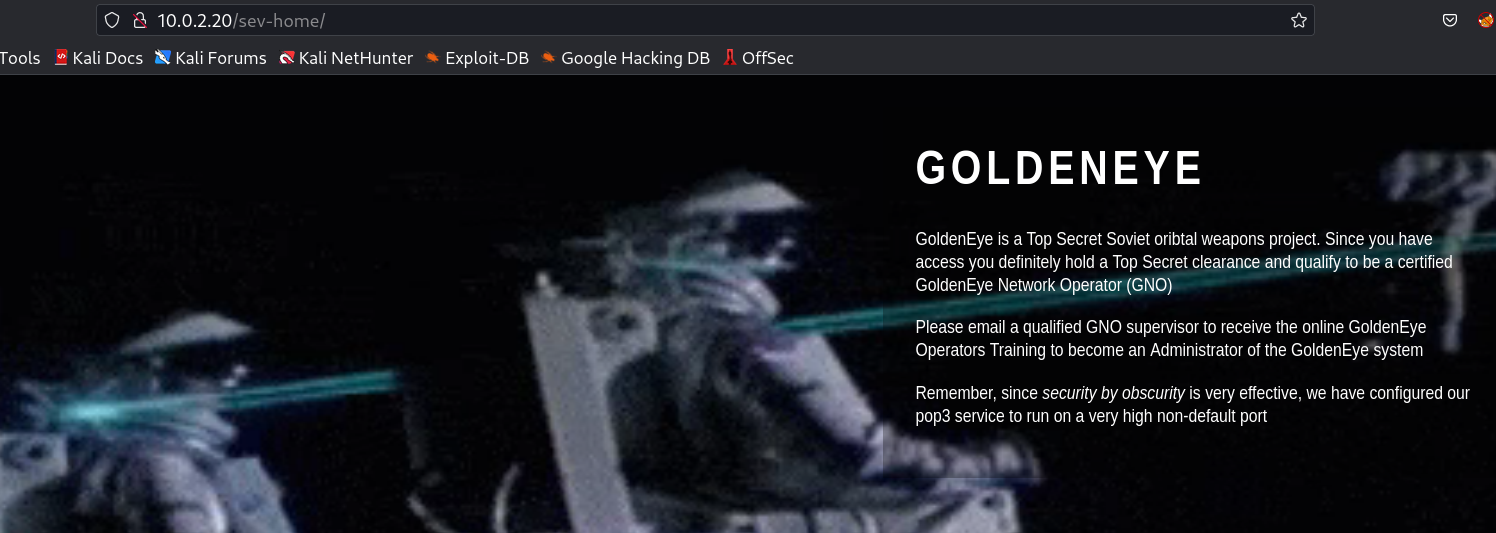 10.0.2.20/sev-home/
Tools Kali Docs Kali Forums Kali NetHunter Exploit-DB Google Hacking DB OffSec
GOLDENEYE
GoldenEye is a Top Secret Soviet oribtal weapons project. Since you have
access you definitely hold a Top Secret clearance and qualify to be a certified
GoldenEye Network Operator (GNO)
Please email a qualified GNO supervisor to receive the online GoldenEye
Operators Training to become an Administrator of the GoldenEye system
Remember, since security by obscurity is very effective, we have configured our
pop3 service to run on a very high non-default port